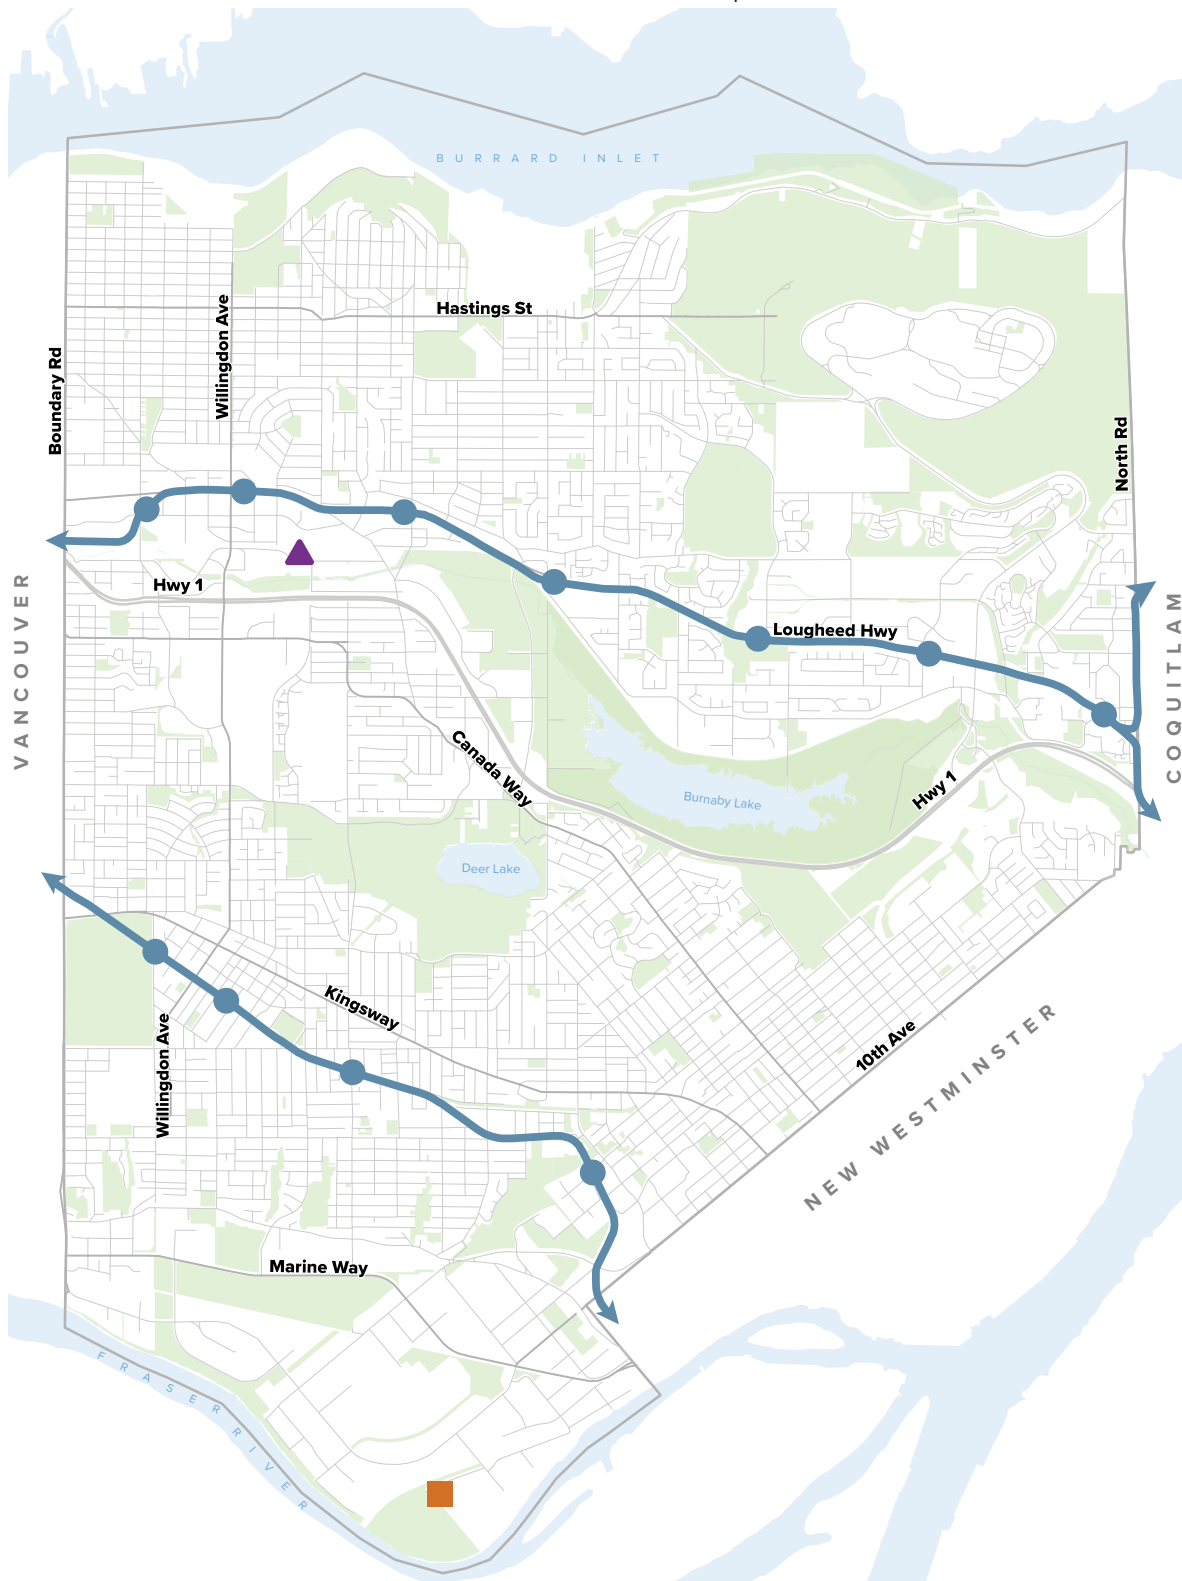 BURRARD INLET
Hastings St
Willingdon Ave
Boundary Rd
North Rd
Hwy 1
VANCOUVER
Lougheed Hwy
COQUITLAM
Canada Way
Burnaby Lake
Hwy 1
Deer Lake
Kingsway
Willingdon Ave
10th Ave
NEW WESTMINSTER
Marine Way
FRASER RIVER